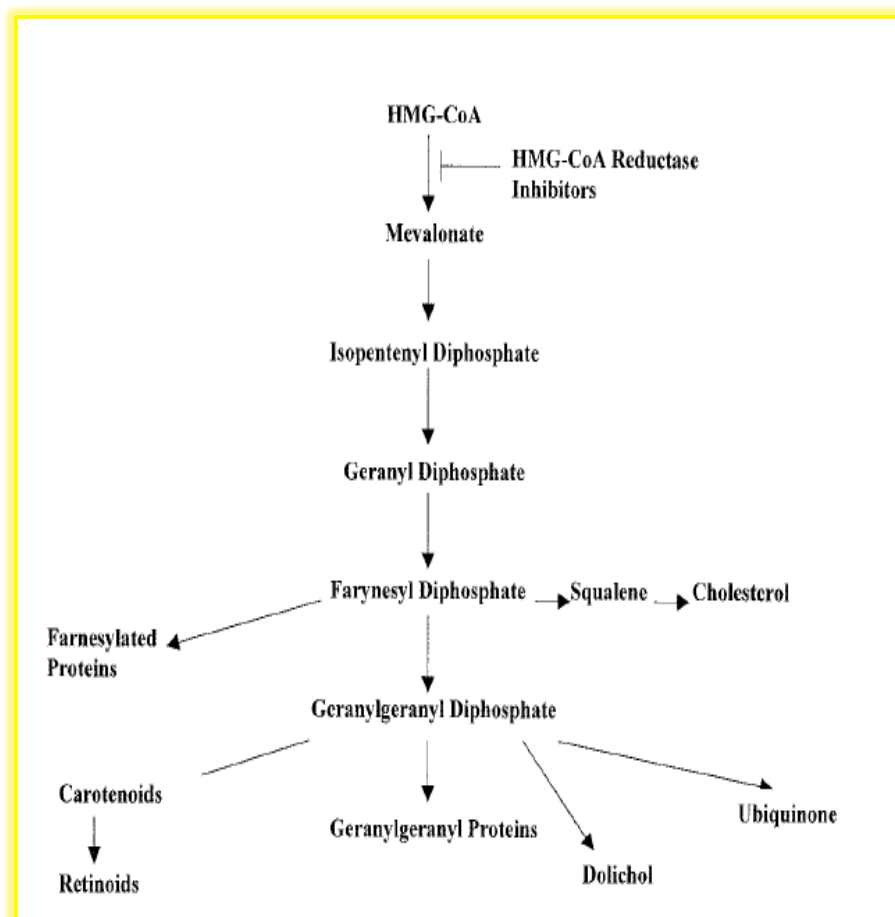 HMG-CoA
HMG-CoA Reductase
Inhibitors
Mevalonate
Isopentenyl Diphosphate
Geranyl Diphosphate
Farynesyl Diphosphate
Squalene
Cholesterol
Farnesylated
Proteins
Geranylgeranyl Diphosphate
Carotenoids
Geranylgeranyl Proteins
Ubiquinone
Retinoids
Dolichol